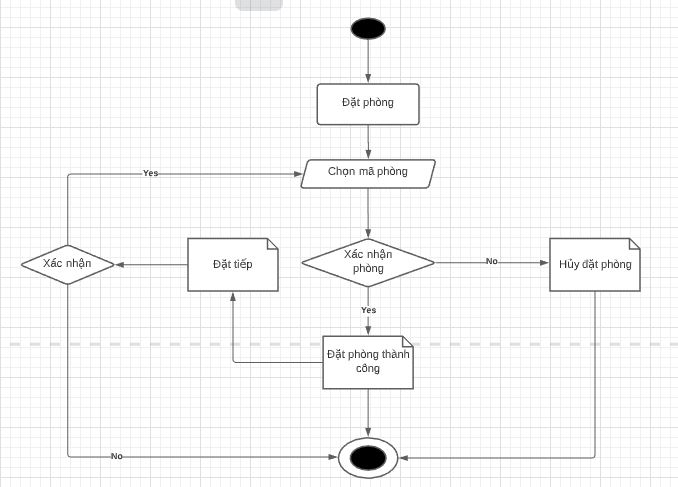 Đặt phòng
Chọn mã phòng
Yes
Xác nhận
Đặt tiếp
Xác nhận
phòng
No
Hủy đặt phòng
Yes
Đặt phòng thành
công
No